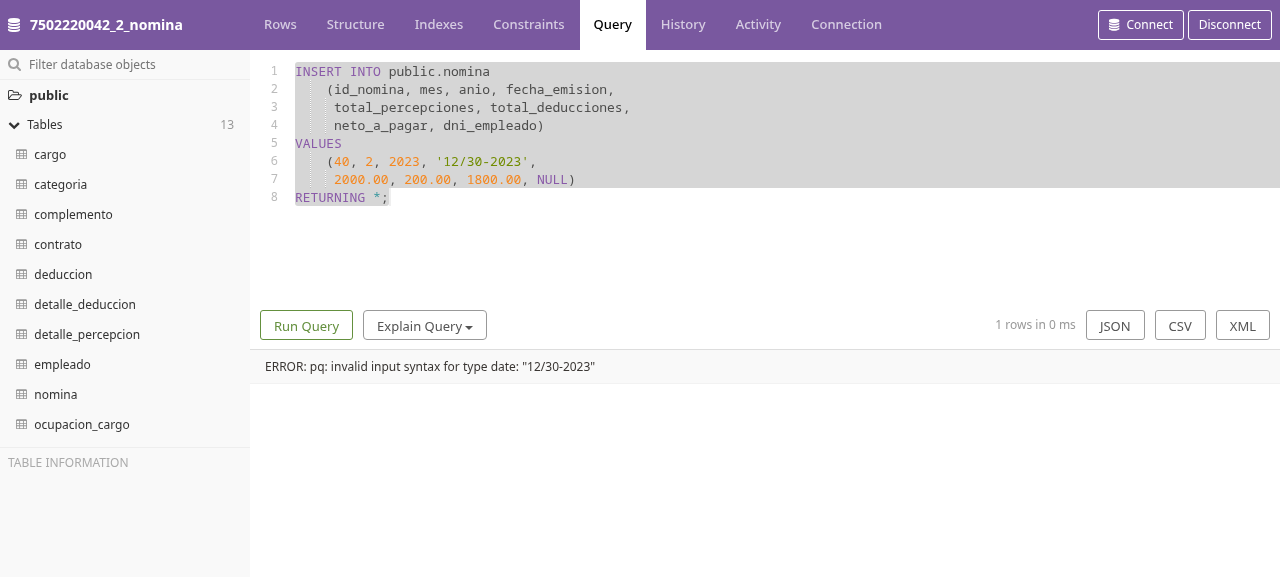 7502220042_2_nomina
Rows Structure Indexes Constraints Query History Activity Connection
Connect Disconnect
Filter database objects
public
Tables 13
cargo
categoria
complemento
contrato
deduccion
detalle_deduccion
detalle_percepcion
empleado
nomina
ocupacion_cargo
TABLE INFORMATION
1 INSERT INTO public.nomina
2 (id_nomina, mes, anio, fecha_emision,
3 total_percepciones, total_deducciones,
4 neto_a_pagar, dni_empleado)
5 VALUES
6 (40, 2, 2023, '12/30-2023',
7 2000.00, 200.00, 1800.00, NULL)
8 RETURNING *;
Run Query Explain Query 1 rows in 0 ms JSON CSV XML
ERROR: pq: invalid input syntax for type date: "12/30-2023"